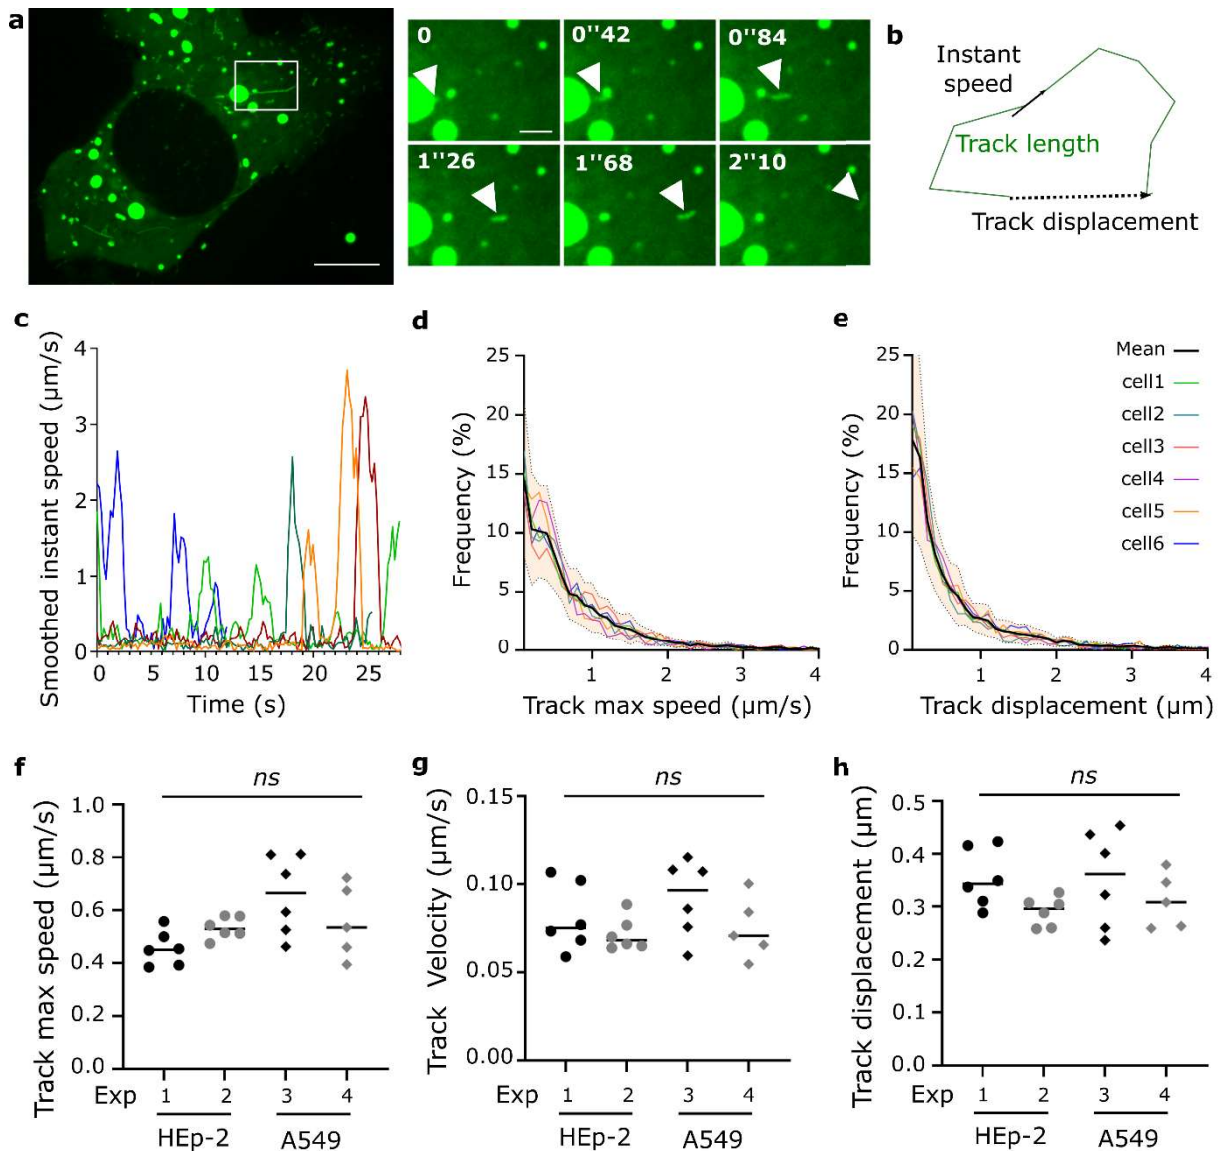 a
0
0"42
0"84
1"26
1"68
2"10
b
Instant
speed
Track length
Track displacement
c
Smoothed instant speed (µm/s)
4
3
2
1
0
0 5 10 15 20 25
Time (s)
d
Frequency (%)
25
20
15
10
5
0
1 2 3 4
Track max speed (µm/s)
e
Frequency (%)
25
20
15
10
5
0
1 2 3 4
Track displacement (µm)
Mean
cell1
cell2
cell3
cell4
cell5
cell6
f
ns
Track max speed (µm/s)
1.0
0.8
0.6
0.4
0.2
0.0
Exp 1 2 3 4
HEp-2 A549
g
ns
Track Velocity (µm/s)
0.15
0.10
0.05
0.00
Exp 1 2 3 4
HEp-2 A549
h
ns
Track displacement (µm)
0.5
0.4
0.3
0.2
0.1
0.0
Exp 1 2 3 4
HEp-2 A549